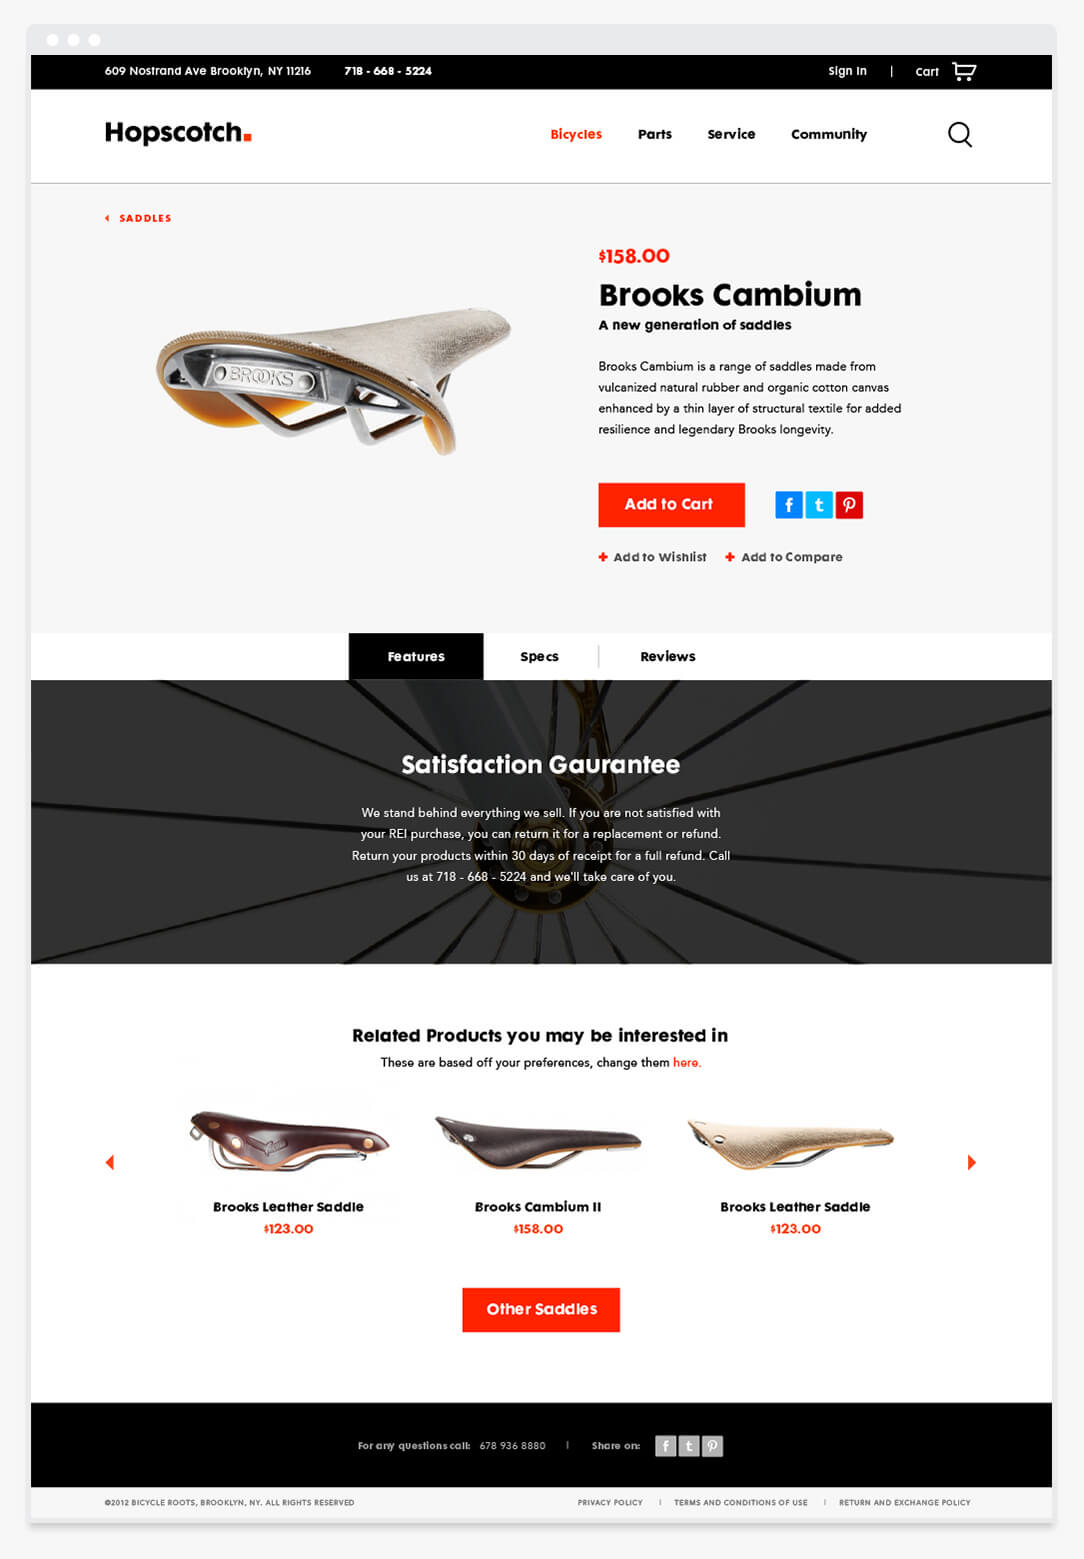 609 Nostrand Ave Brooklyn, NY 11216 718 - 668 - 5224 Sign In | Cart
Hopscotch.
Bicycles Parts Service Community
SADDLES
$158.00
Brooks Cambium
A new generation of saddles
Brooks Cambium is a range of saddles made from
vulcanized natural rubber and organic cotton canvas
enhanced by a thin layer of structural textile for added
resilience and legendary Brooks longevity.
BROOKS
Add to Cart
Add to Wishlist Add to Compare
Features Specs Reviews
Satisfaction Gaurantee
We stand behind everything we sell. If you are not satisfied with
your REI purchase, you can return it for a replacement or refund.
Return your products within 30 days of receipt for a full refund. Call
us at 718 - 668 - 5224 and we'll take care of you.
Related Products you may be interested in
These are based off your preferences, change them here.
Brooks Leather Saddle Brooks Cambium II Brooks Leather Saddle
$123.00 $158.00 $123.00
Other Saddles
For any questions call: 678 936 8880 | Share on:
©2012 BICYCLE ROOTS, BROOKLYN, NY. ALL RIGHTS RESERVED PRIVACY POLICY | TERMS AND CONDITIONS OF USE | RETURN AND EXCHANGE POLICY